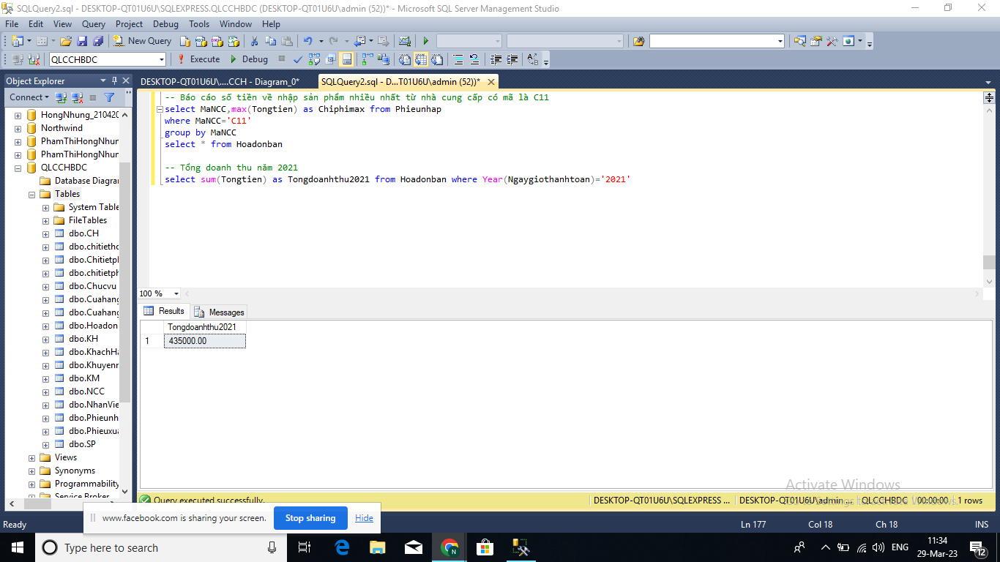 SQLQuery2.sql - DESKTOP-QT01U6U\SQLEXPRESS.QLCCHBDC (DESKTOP-QT01U6U\admin (52))* - Microsoft SQL Server Management Studio
File Edit View Query Project Debug Tools Window Help
New Query
QLCCHBDC Execute Debug
Object Explorer
Connect
HongNhung_210420
Northwind
PhamThiHongNhur
PhamThiHongNhur
QLCCHBDC
Database Diagrar
Tables
System Table
FileTables
dbo.CH
dbo.chitiethc
dbo.Chitietpl
dbo.chitietph
dbo.Chucvu
dbo.Cuahang
dbo.Cuahang
dbo.Hoadon
dbo.KH
dbo.KhachHa
dbo.Khuyenr
dbo.KM
dbo.NCC
dbo.NhanVie
dbo.Phieunh
dbo.Phieuxua
dbo.SP
Views
Synonyms
Programmability
Service Broker
DESKTOP-QT01U6U\....CCH - Diagram_0* SQLQuery2.sql - D...T01U6U\admin (52))*
-- Báo cáo số tiền về nhập sản phẩm nhiều nhất từ nhà cung cấp có mã là C11
select MaNCC,max(Tongtien) as Chiphimax from Phieunhap
where MaNCC='C11'
group by MaNCC
select * from Hoadonban
-- Tổng doanh thu năm 2021
select sum(Tongtien) as Tongdoanhthu2021 from Hoadonban where Year(Ngaygiothanhtoan)='2021'
100 %
Results Messages
Tongdoanhthu2021
1 435000.00
Activate Windows
Query executed successfully. DESKTOP-QT01U6U\SQLEXPRESS ... DESKTOP-QT01U6U\admin ... QLCCHBDC 00:00:00 1 rows
www.facebook.com is sharing your screen. Stop sharing Hide
Ready Ln 177 Col 18 Ch 18 INS
Type here to search ENG 11:34
29-Mar-23 12